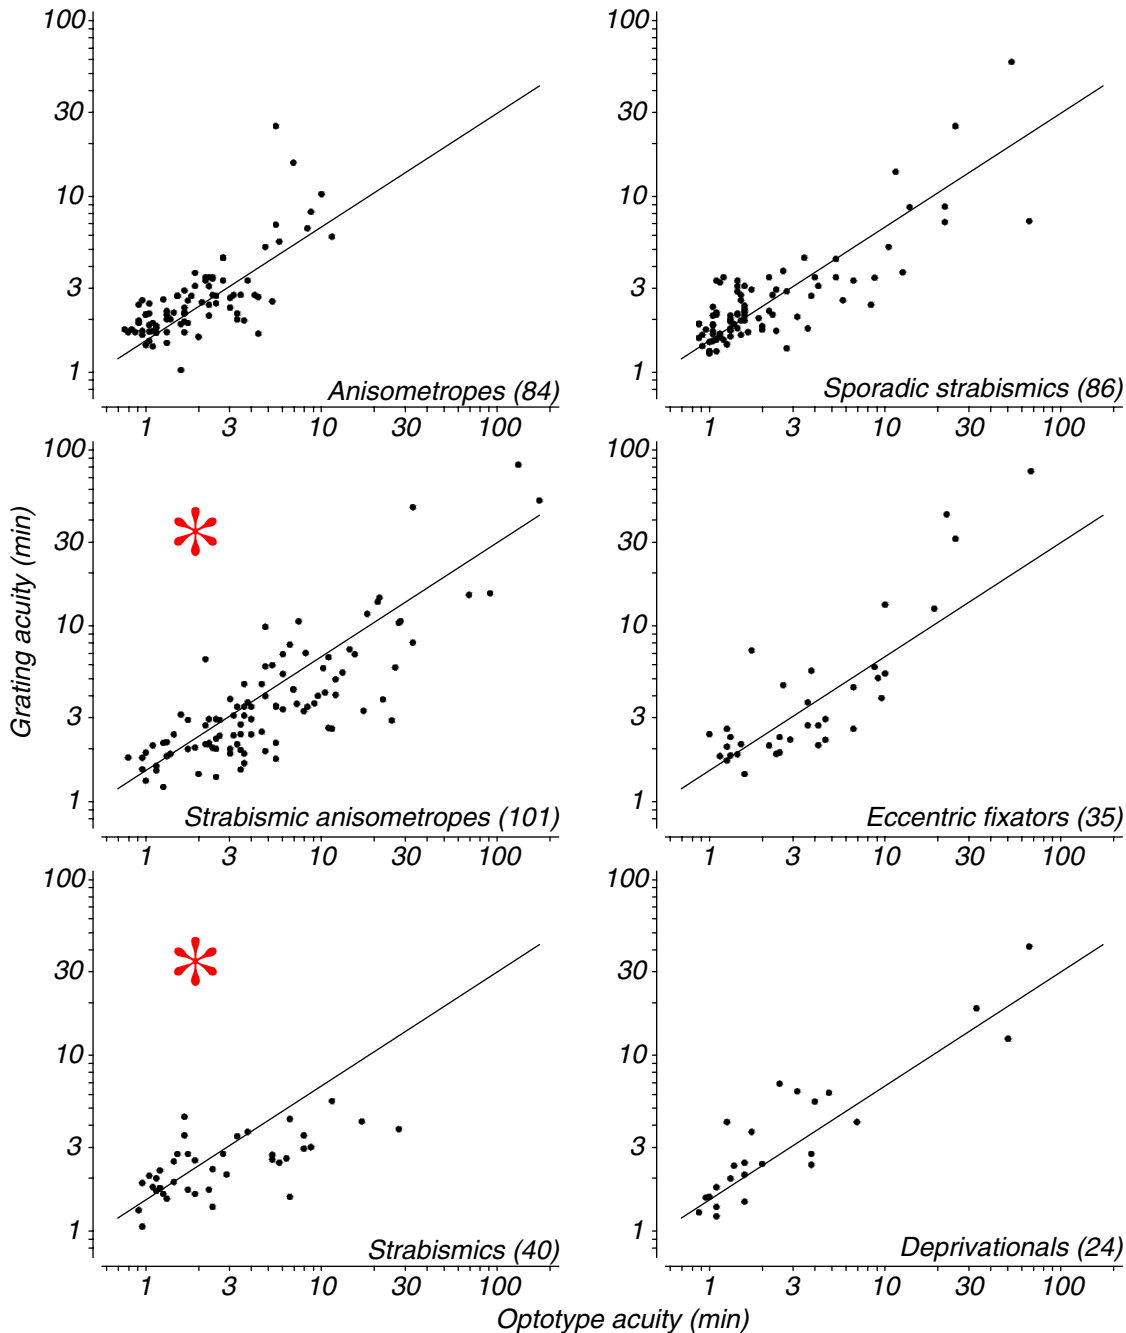 100
30
10
3
1
Anisometropes (84)
1 3 10 30 100
100
30
10
3
1
Sporadic strabismics (86)
1 3 10 30 100
Grating acuity (min)
100
30
10
3
1
*
Strabismic anisometropes (101)
1 3 10 30 100
100
30
10
3
1
Eccentric fixators (35)
1 3 10 30 100
100
30
10
3
1
*
Strabismics (40)
1 3 10 30 100
100
30
10
3
1
Deprivationals (24)
1 3 10 30 100
Optotype acuity (min)